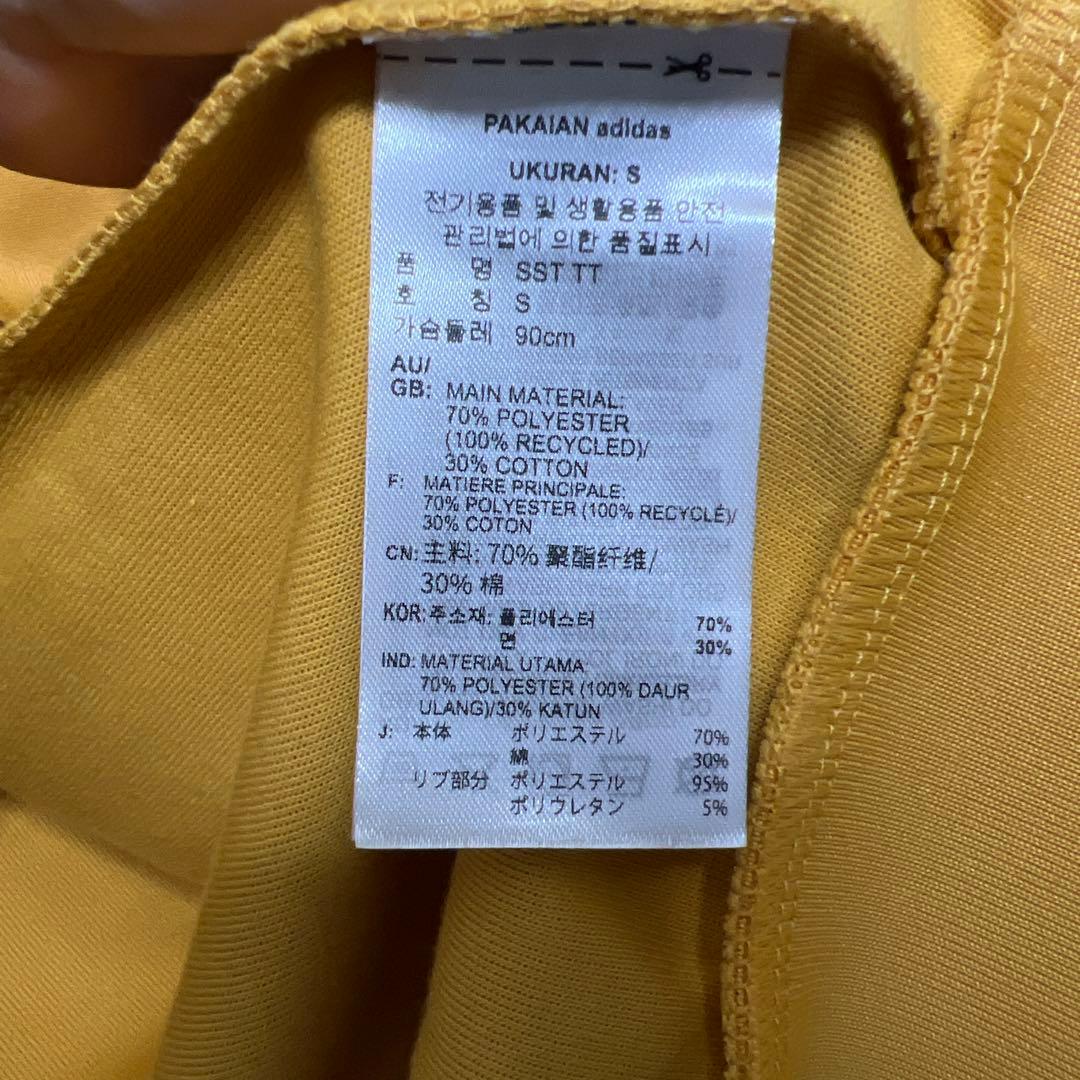 PAKAIAN adidas
UKURAN: S
전기용품 및 생활용품 안전
관리법에 의한 품질표시
품 명 SST TT
호 칭 S
가슴둘레 90cm
AU/
GB: MAIN MATERIAL:
70% POLYESTER
(100% RECYCLED)/
30% COTTON
F: MATIERE PRINCIPALE:
70% POLYESTER (100% RECYCLÉ)/
30% COTON
CN: 主料: 70% 聚酯纤维/
30% 棉
KOR: 주소재: 폴리에스터 70%
면 30%
IND: MATERIAL UTAMA:
70% POLYESTER (100% DAUR
ULANG)/30% KATUN
J: 本体 ポリエステル 70%
綿 30%
リブ部分 ポリエステル 95%
ポリウレタン 5%